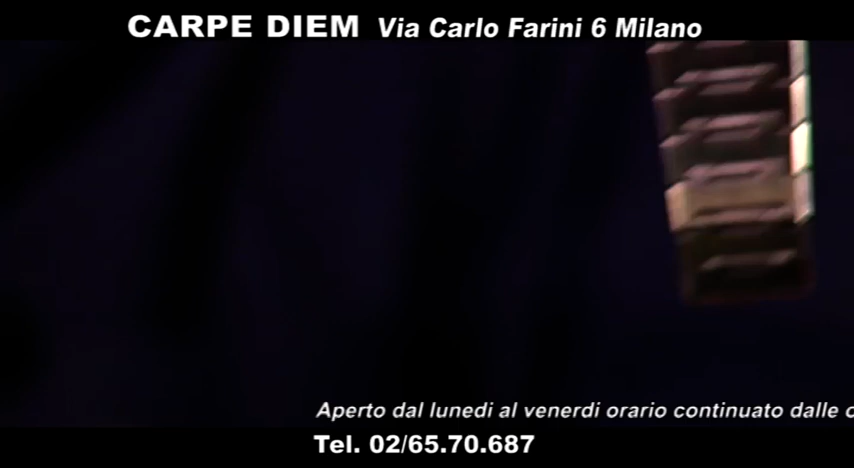 CARPE DIEM Via Carlo Farini 6 Milano
Aperto dal lunedi al venerdi orario continuato dalle
Tel. 02/65.70.687